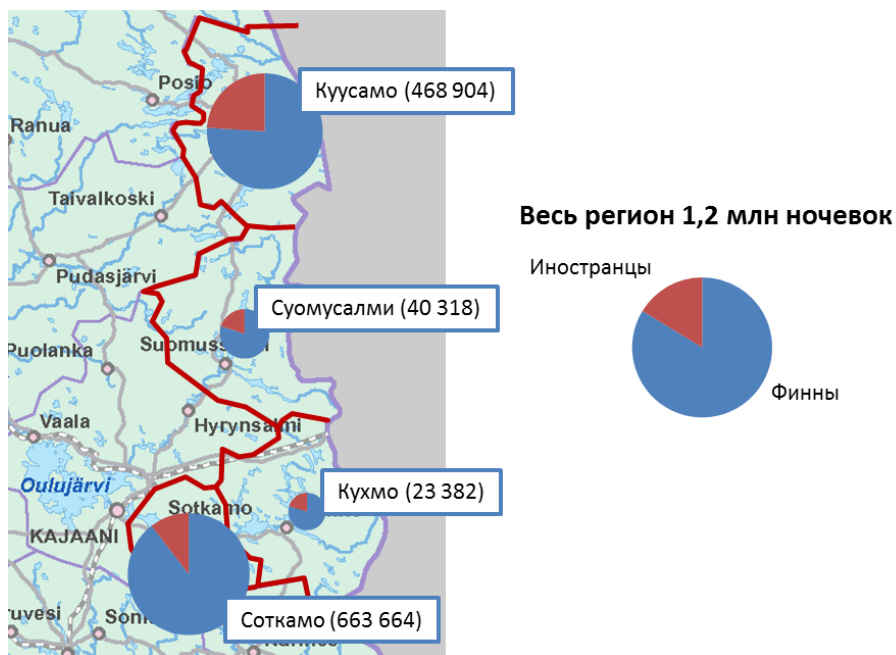 Posio
Куусамо (468 904)
Ranua
Taivalkoski
Весь регион 1,2 млн ночевок
Pudasjärvi
Иностранцы
Суомусалми (40 318)
Puolanka
Финны
Vaala
Hyrynsalmi
Oulujärvi
Кухмо (23 382)
Sotkamo
KAJAANI
Соткамо (663 664)